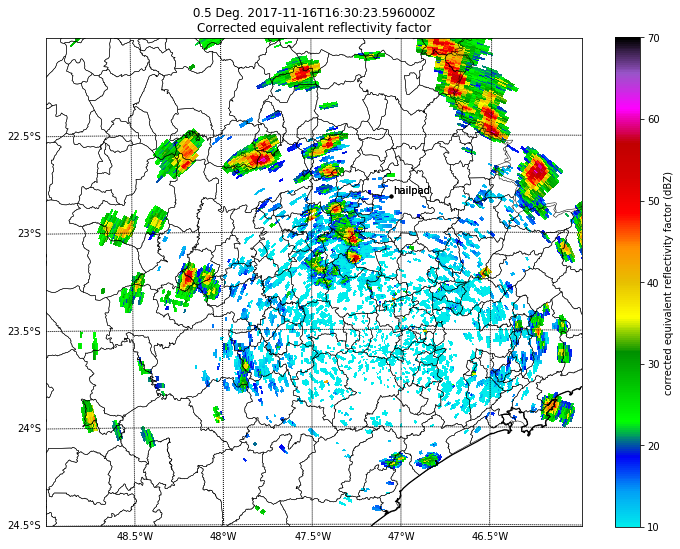 0.5 Deg. 2017-11-16T16:30:23.596000Z
Corrected equivalent reflectivity factor
70
60
50
40
30
20
10
corrected equivalent reflectivity factor (dBZ)
22.5°S
23°S
23.5°S
24°S
24.5°S
hailpad
48.5°W
48°W
47.5°W
47°W
46.5°W